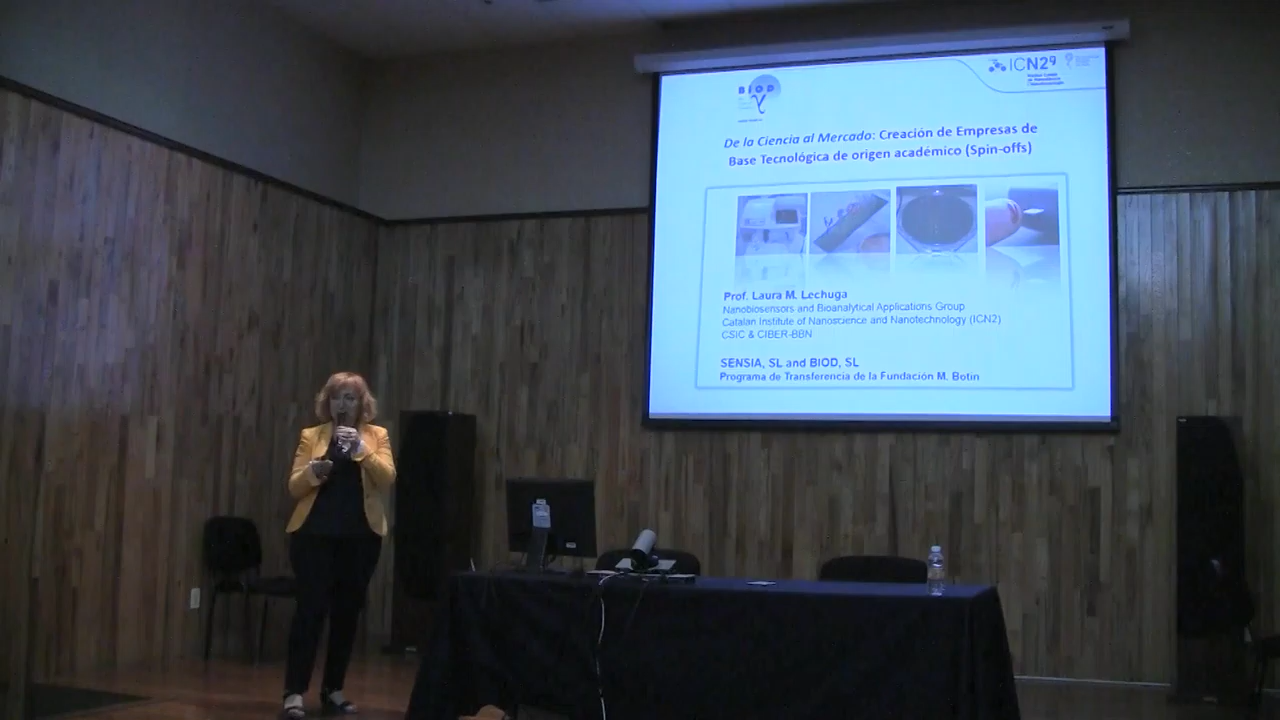 BIOD
ICN2
De la Ciencia al Mercado: Creación de Empresas de
Base Tecnológica de origen académico (Spin-offs)
Prof. Laura M. Lechuga
Nanobiosensors and Bioanalytical Applications Group
Catalan Institute of Nanoscience and Nanotechnology (ICN2)
CSIC & CIBER-BBN
SENSIA, SL and BIOD, SL
Programa de Transferencia de la Fundación M. Botín